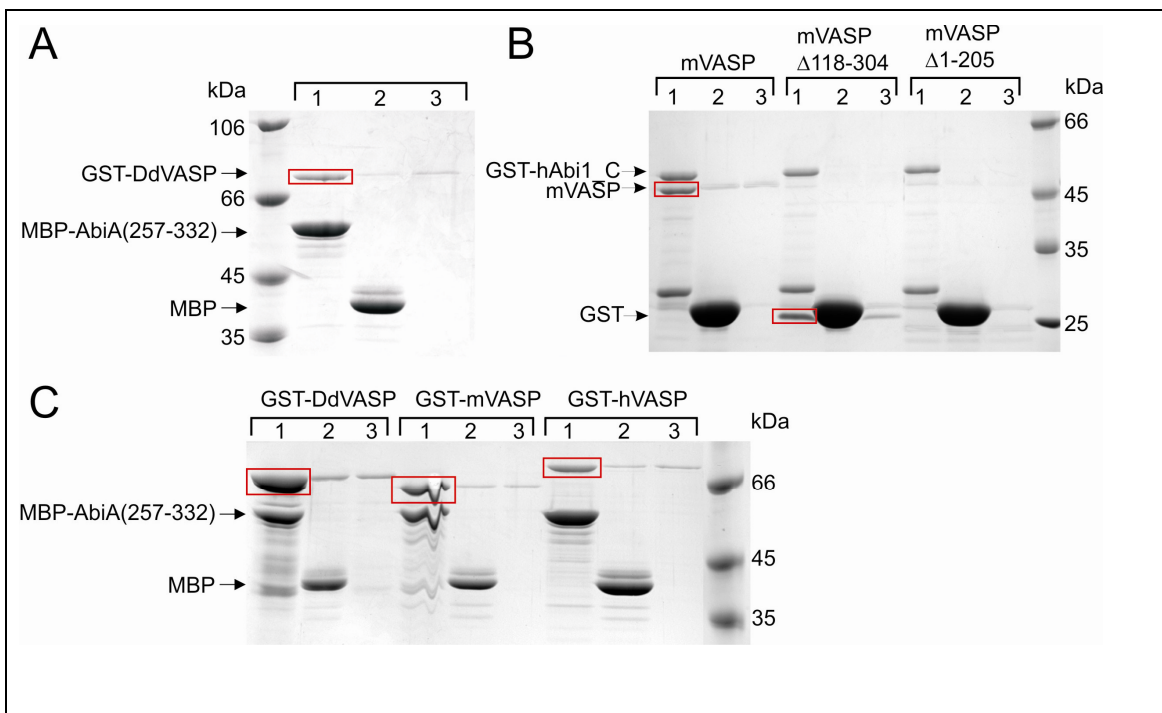 A
kDa
1 2 3
106
GST-DdVASP
66
MBP-AbiA(257-332)
45
MBP
35
B
mVASP
mVASP Δ118-304
mVASP Δ1-205
1 2 3 1 2 3 1 2 3
kDa
66
GST-hAbi1_C
mVASP
45
35
GST
25
C
GST-DdVASP GST-mVASP GST-hVASP
1 2 3 1 2 3 1 2 3
kDa
66
MBP-AbiA(257-332)
45
MBP
35